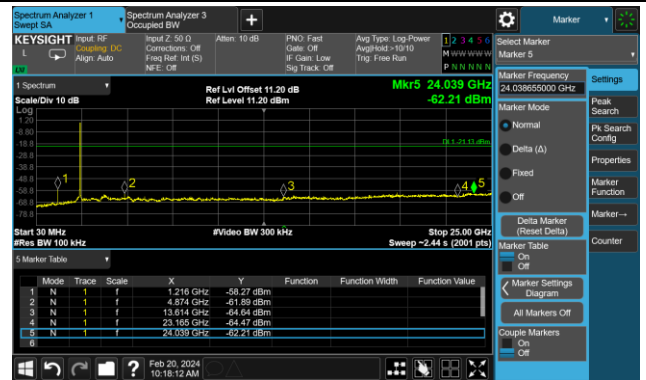 Spectrum Analyzer 1
Swept SA
Spectrum Analyzer 3
Occupied BW
Marker
KEYSIGHT
L
Input: RF
Coupling: DC
Align: Auto
Input Z: 50 Ω
Corrections: Off
Freq Ref: Int (S)
NFE: Off
Atten: 10 dB
PNO: Fast
Gate: Off
IF Gain: Low
Sig Track: Off
Avg Type: Log-Power
Avg|Hold:>10/10
Trig: Free Run
1 2 3 4 5 6
M W W W W W
P N N N N N
Select Marker
Marker 5
1 Spectrum
Scale/Div 10 dB
Ref Lvl Offset 11.20 dB
Ref Level 11.20 dBm
Mkr5 24.039 GHz
-62.21 dBm
Log
1.20
-8.80
-18.8
-28.8
-38.8
-48.8
-58.8
-68.8
-78.8
DL1 -21.13 dBm
1
2
3
4
5
Start 30 MHz
#Res BW 100 kHz
#Video BW 300 kHz
Stop 25.00 GHz
Sweep ~2.44 s (2001 pts)
5 Marker Table
Mode Trace Scale X Y Function Function Width Function Value
1 N 1 f 1.216 GHz -58.27 dBm
2 N 1 f 4.874 GHz -61.89 dBm
3 N 1 f 13.614 GHz -64.64 dBm
4 N 1 f 23.165 GHz -64.47 dBm
5 N 1 f 24.039 GHz -62.21 dBm
6
Marker Frequency
24.038655000 GHz
Marker Mode
Normal
Delta (Δ)
Fixed
Off
Delta Marker
(Reset Delta)
Marker Table
On
Off
Marker Settings
Diagram
All Markers Off
Couple Markers
On
Off
Settings
Peak
Search
Pk Search
Config
Properties
Marker
Function
Marker→
Counter
?
Feb 20, 2024
10:18:12 AM